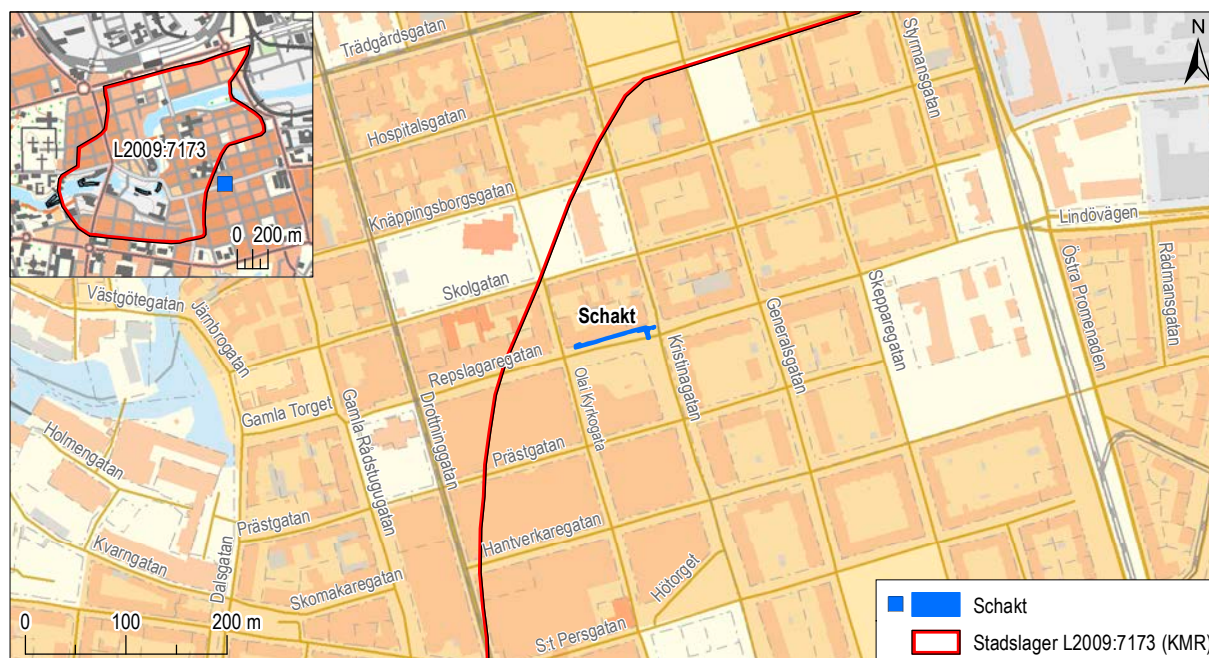 L2009:7173
0 200 m
N
Trädgårdsgatan
Styrmansgatan
Hospitalsgatan
Knäppingsborgsgatan
Lindövägen
Skolgatan
Västgötegatan
Järnbrogatan
Schakt
Skepparegatan
Östra Promenaden
Rådmansgatan
Generalsgatan
Kristinagatan
Repslagaregatan
Gamla Torget
Gamla Rådstugugatan
Drottninggatan
Olai Kyrkogata
Holmengatan
Prästgatan
Prästgatan
Kvarngatan
Dalsgatan
Hantverkaregatan
Skomakaregatan
Hötorget
S:t Persgatan
0 100 200 m
Schakt
Stadslager L2009:7173 (KMR)